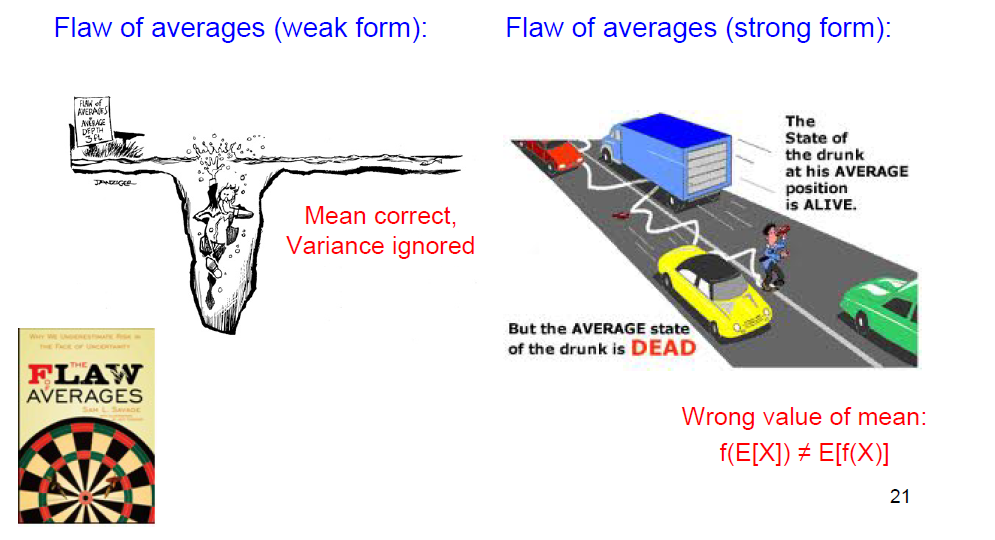 Flaw of averages (weak form):
FLAW OF
AVERAGES
AVERAGE
DEPTH
3 ft.
Mean correct,
Variance ignored
WHY WE UNDERESTIMATE RISK IN
THE FACE OF UNCERTAINTY
THE
FLAW
OF
AVERAGES
SAM L. SAVAGE
Flaw of averages (strong form):
The
State of
the drunk
at his AVERAGE
position
is ALIVE.
But the AVERAGE state
of the drunk is DEAD
Wrong value of mean:
f(E[X]) ≠ E[f(X)]
21